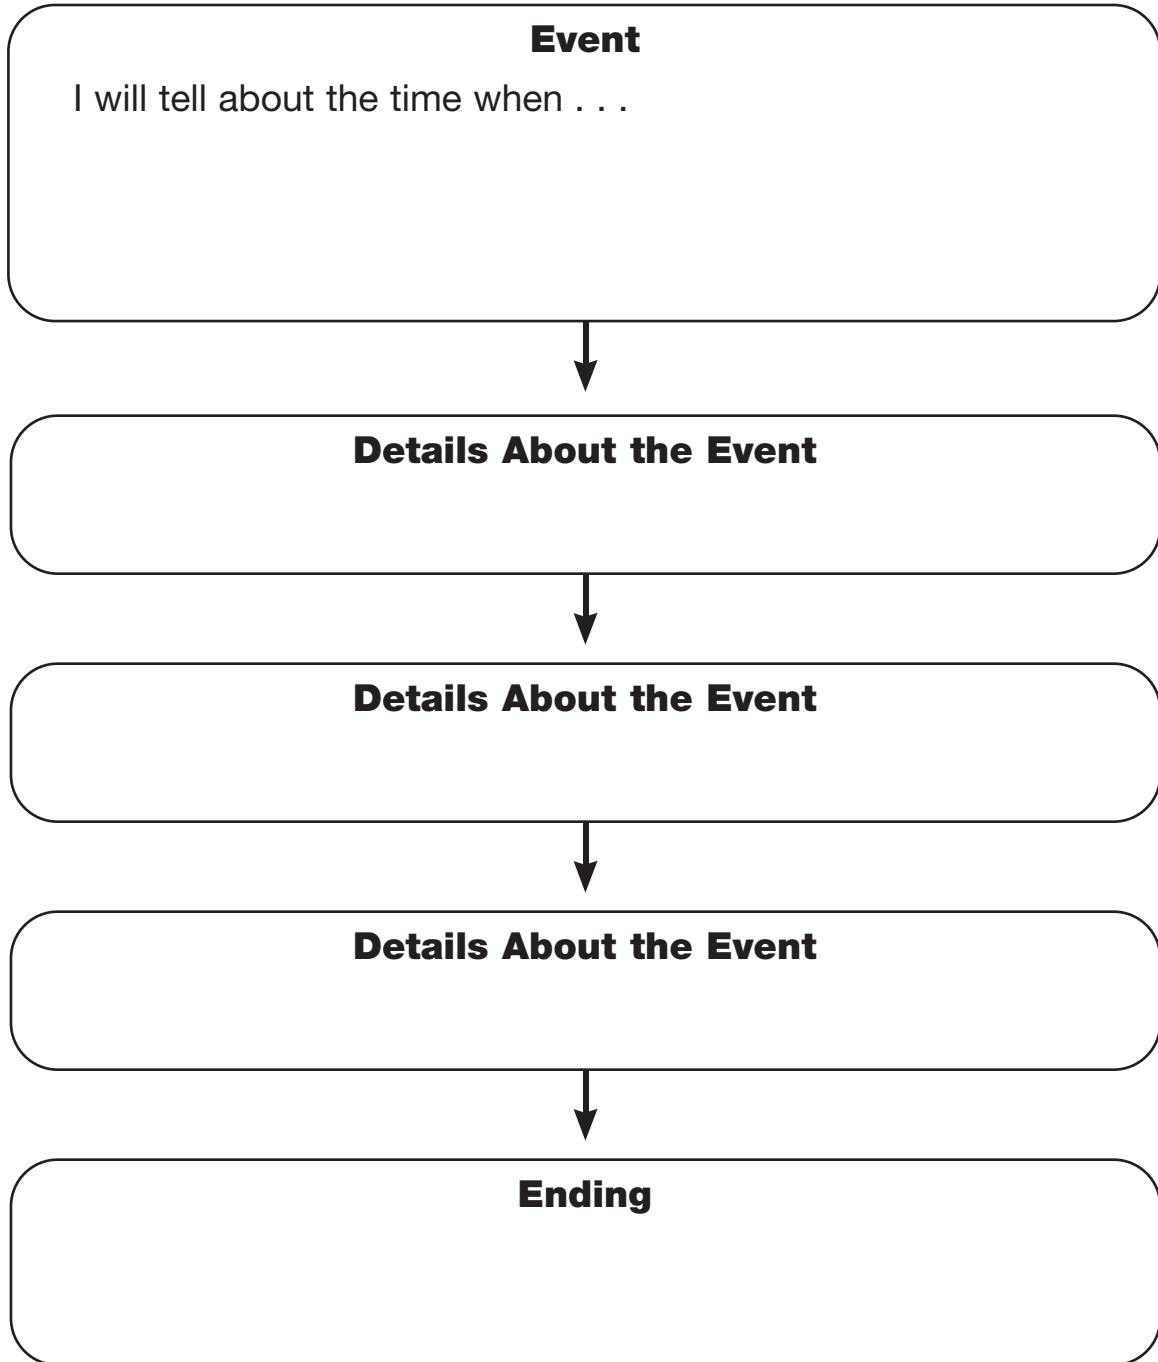 Event
I will tell about the time when . . .
Details About the Event
Details About the Event
Details About the Event
Ending